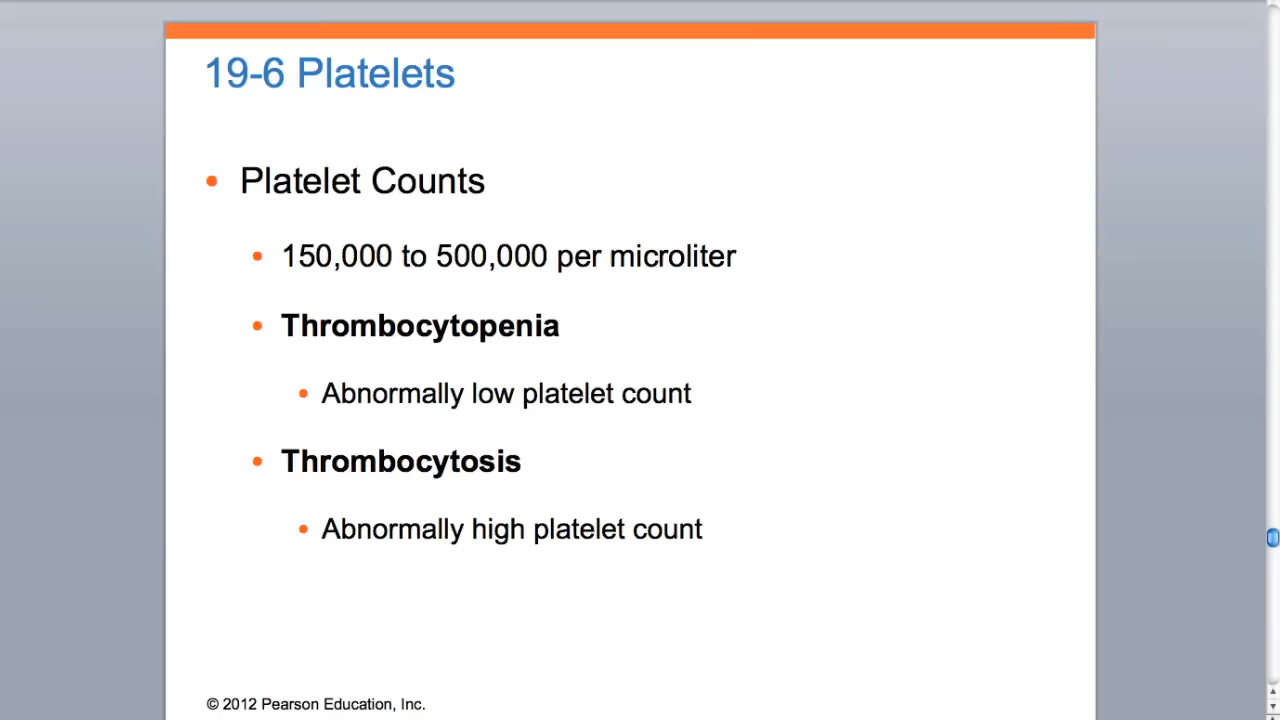 19-6 Platelets
• Platelet Counts
• 150,000 to 500,000 per microliter
• Thrombocytopenia
• Abnormally low platelet count
• Thrombocytosis
• Abnormally high platelet count
© 2012 Pearson Education, Inc.